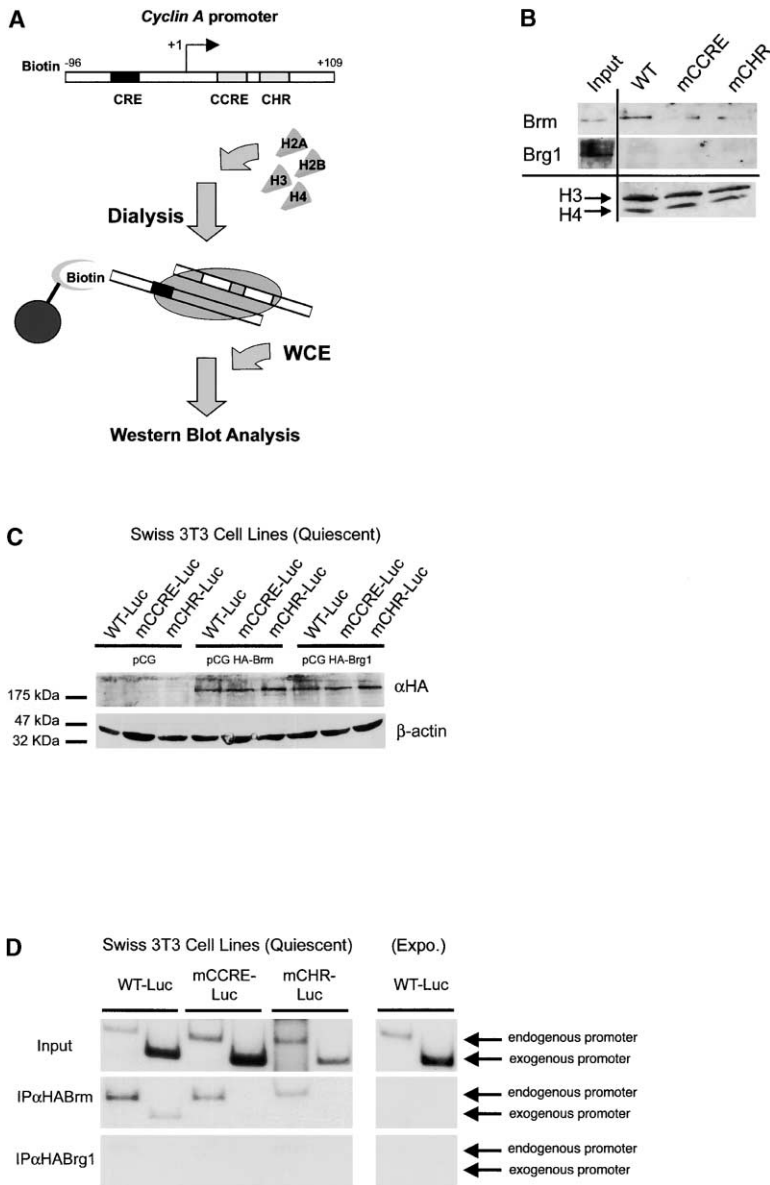 A
Cyclin A promoter
+1
Biotin
-96
+109
CRE
CCRE
CHR
H2A
H2B
H3
H4
Dialysis
Biotin
WCE
Western Blot Analysis
B
Input
WT
mCCRE
mCHR
Brm
Brg1
H3
H4
C
Swiss 3T3 Cell Lines (Quiescent)
WT-Luc
mCCRE-Luc
mCHR-Luc
WT-Luc
mCCRE-Luc
mCHR-Luc
WT-Luc
mCCRE-Luc
mCHR-Luc
pCG
pCG HA-Brm
pCG HA-Brg1
175 kDa
αHA
47 kDa
32 KDa
β-actin
D
Swiss 3T3 Cell Lines (Quiescent)
(Expo.)
WT-Luc
mCCRE-
Luc
mCHR-
Luc
WT-Luc
Input
endogenous promoter
exogenous promoter
IPαHABrm
endogenous promoter
exogenous promoter
IPαHABrg1
endogenous promoter
exogenous promoter